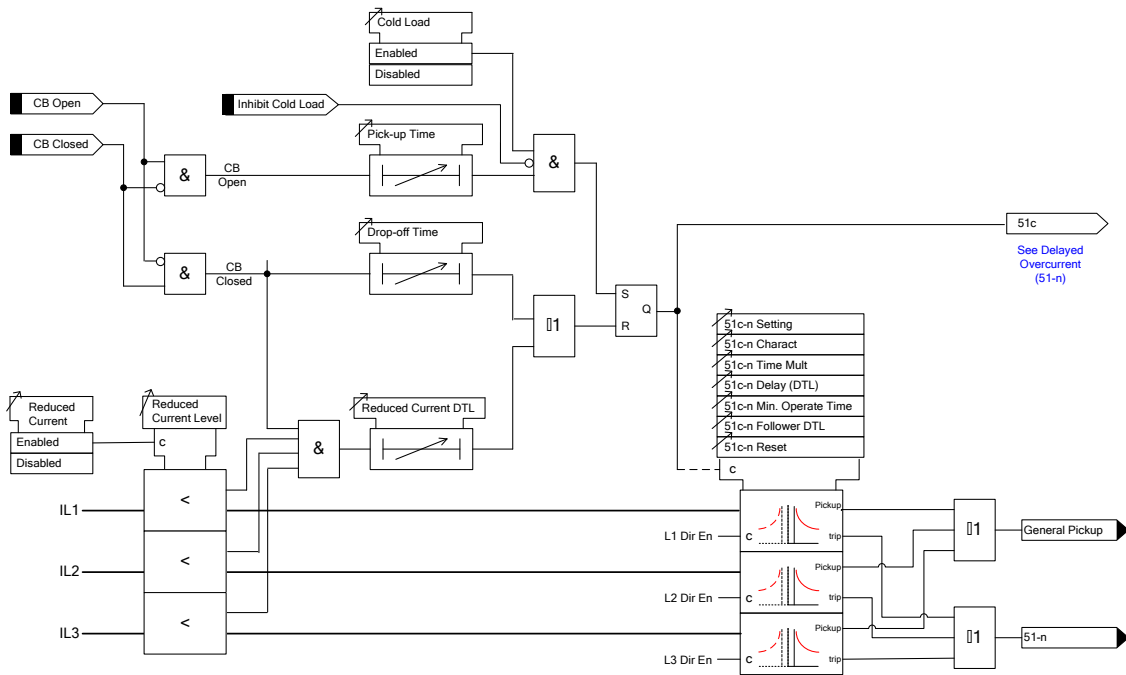 Cold Load
Enabled
Disabled
CB Open
Inhibit Cold Load
CB Closed
Pick-up Time
&
CB
Open
&
Drop-off Time
51c
See Delayed
Overcurrent
(51-n)
&
CB
Closed
S
Q
R
1
51c-n Setting
51c-n Charact
51c-n Time Mult
51c-n Delay (DTL)
51c-n Min. Operate Time
51c-n Follower DTL
51c-n Reset
c
Reduced
Current
Enabled
Disabled
Reduced
Current Level
c
Reduced Current DTL
&
<
IL1
<
IL2
<
IL3
Pickup
L1 Dir En
c
trip
Pickup
L2 Dir En
c
trip
Pickup
L3 Dir En
c
trip
1
General Pickup
1
51-n